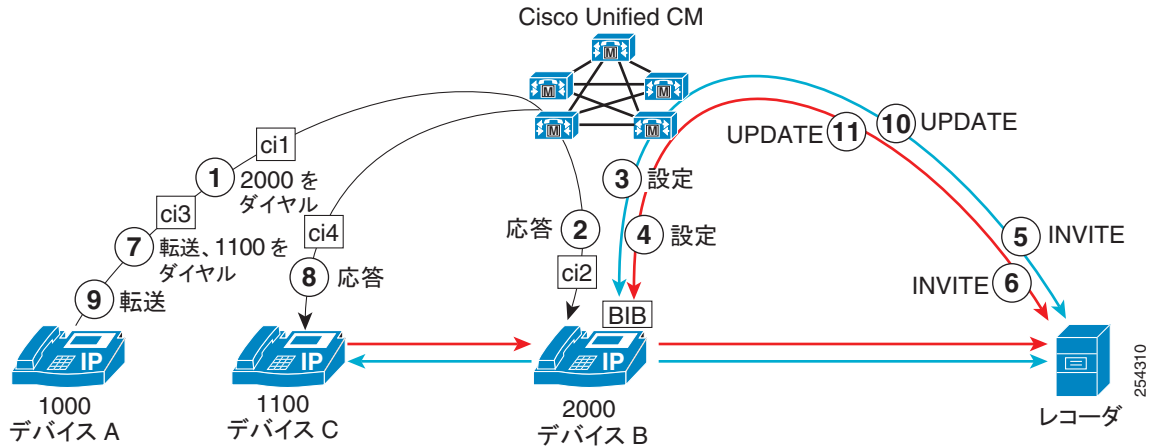 Cisco Unified CM
M
M
M
M
M
ci1
1
2000 を
ダイヤル
ci3
7
転送、1100 を
ダイヤル
9
転送
ci4
8
応答
応答
2
ci2
3
設定
4
設定
UPDATE
11
10
UPDATE
5
INVITE
INVITE
6
BIB
IP
IP
IP
1000
デバイス A
1100
デバイス C
2000
デバイス B
レコーダ
254310